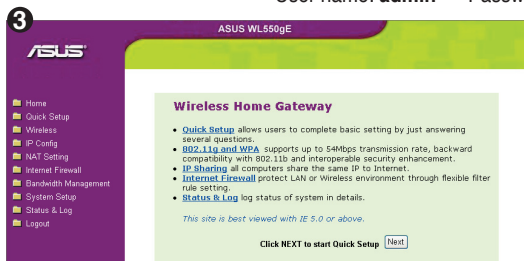 User name: admin Passw
3
ASUS WL550gE
ASUS
Home
Quick Setup
Wireless
IP Config
NAT Setting
Internet Firewall
Bandwidth Management
System Setup
Status & Log
Logout
Wireless Home Gateway
• Quick Setup allows users to complete basic setting by just answering
several questions.
• 802.11g and WPA supports up to 54Mbps transmission rate, backward
compatibility with 802.11b and interoperable security enhancement.
• IP Sharing all computers share the same IP to Internet.
• Internet Firewall protect LAN or Wireless environment through flexible filter
rule setting.
• Status & Log log status of system in details.
This site is best viewed with IE 5.0 or above.
Click NEXT to start Quick Setup Next